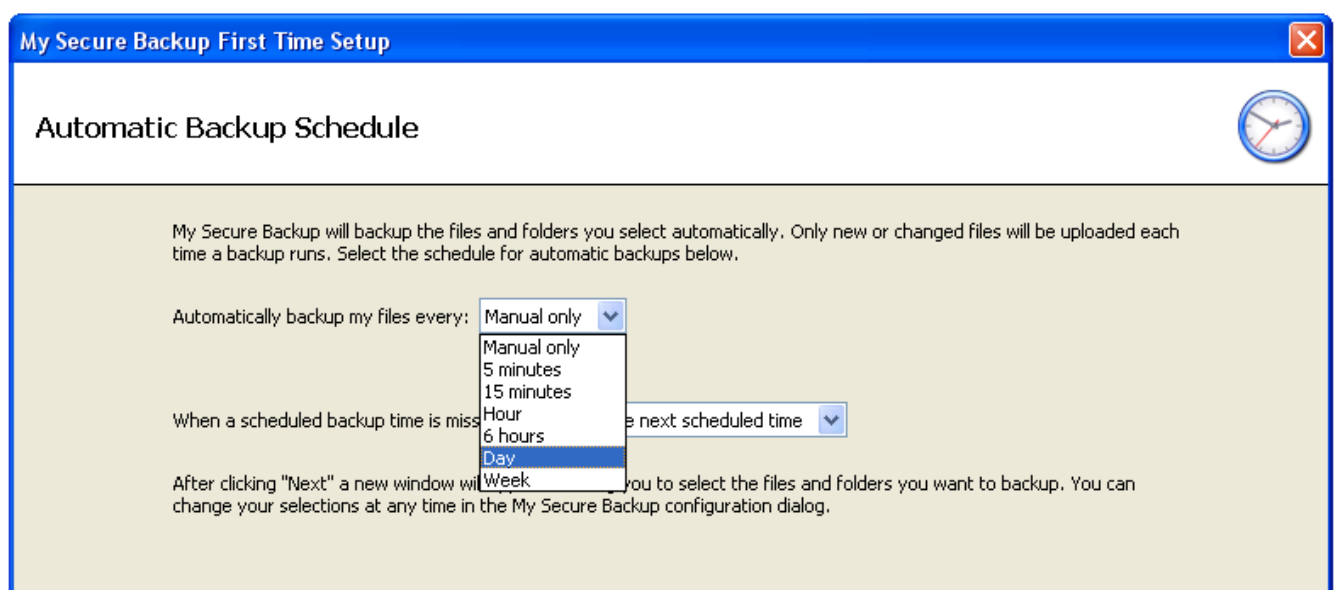 My Secure Backup First Time Setup
Automatic Backup Schedule
My Secure Backup will backup the files and folders you select automatically. Only new or changed files will be uploaded each
time a backup runs. Select the schedule for automatic backups below.
Automatically backup my files every: Manual only
Manual only
5 minutes
15 minutes
Hour
When a scheduled backup time is next scheduled time
6 hours
Day
Week
After clicking "Next" a new window you to select the files and folders you want to backup. You can
change your selections at any time in the My Secure Backup configuration dialog.